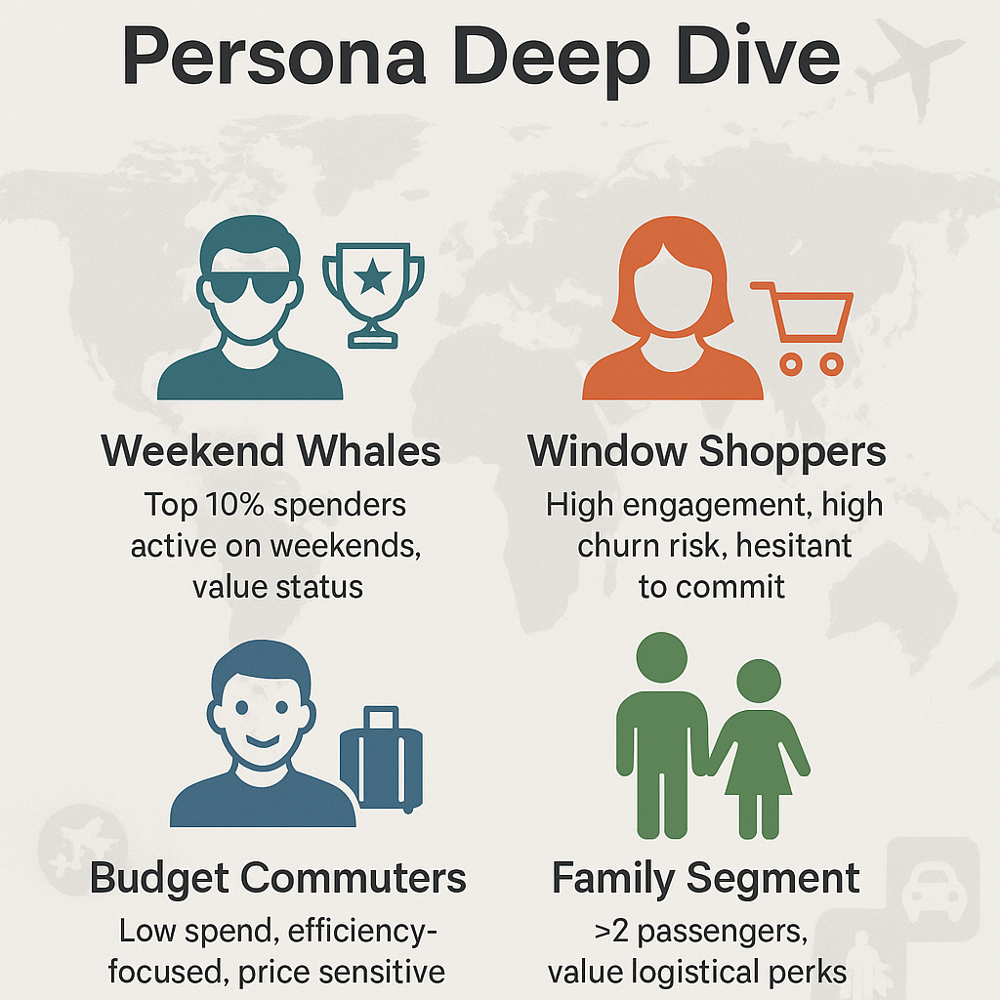 Persona Deep Dive
Weekend Whales
Top 10% spenders
active on weekends,
value status
Window Shoppers
High engagement, high
churn risk, hesitant
to commit
Budget Commuters
Low spend, efficiency-
focused, price sensitive
Family Segment
>2 passengers,
value logistical perks